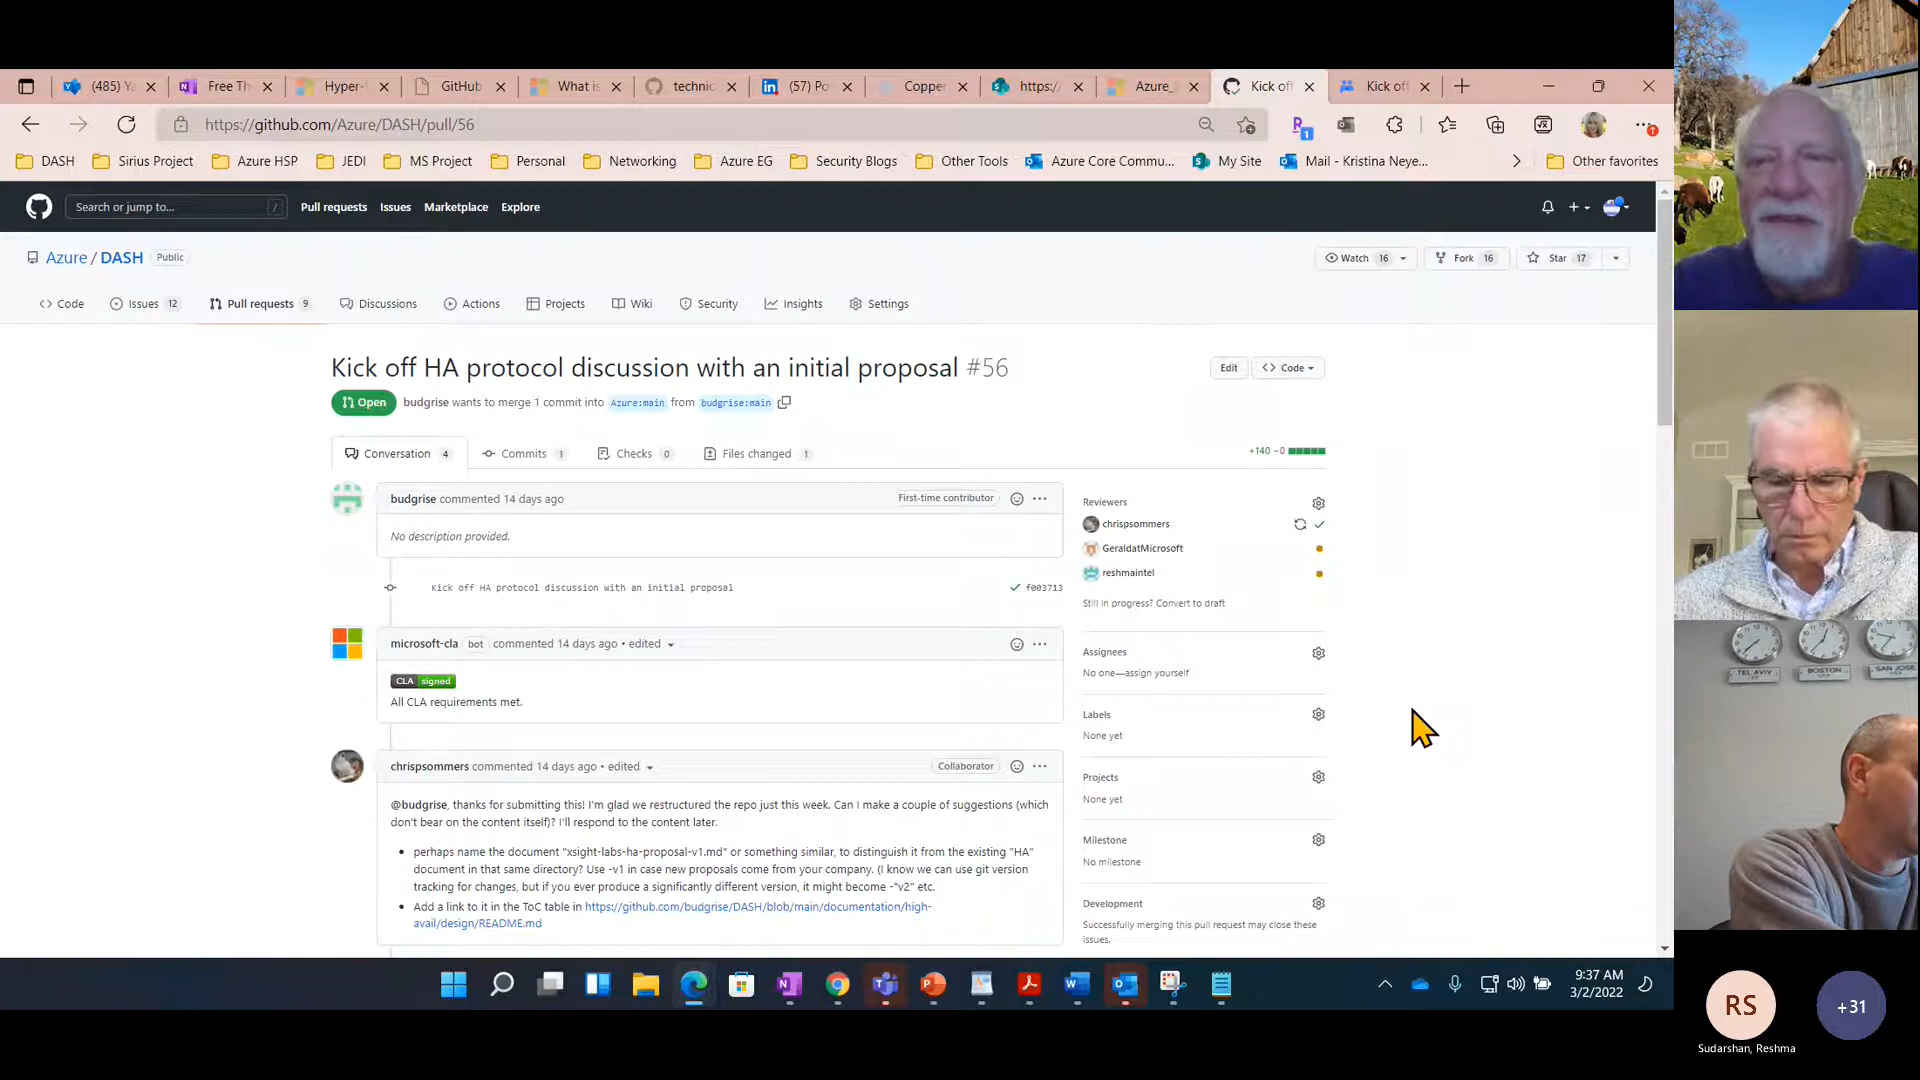 (485) Ya
Free Th
Hyper-V
GitHub
What is
technic
(57) Po
Copper
https:/
Azure_
Kick off
Kick off
https://github.com/Azure/DASH/pull/56
1
DASH
Sirius Project
Azure HSP
JEDI
MS Project
Personal
Networking
Azure EG
Security Blogs
Other Tools
Azure Core Commu...
My Site
Mail - Kristina Neye...
Other favorites
Search or jump to...
/
Pull requests
Issues
Marketplace
Explore
Azure / DASH Public
Watch 16
Fork 16
Star 17
Code
Issues 12
Pull requests 9
Discussions
Actions
Projects
Wiki
Security
Insights
Settings
Kick off HA protocol discussion with an initial proposal #56
Edit
Code
Open
budgrise wants to merge 1 commit into Azure:main from budgrise:main
Conversation 4
Commits 1
Checks 0
Files changed 1
+140 −0
budgrise commented 14 days ago
First-time contributor
No description provided.
Kick off HA protocol discussion with an initial proposal
f003713
microsoft-cla bot commented 14 days ago • edited
CLA signed
All CLA requirements met.
chrispsommers commented 14 days ago • edited
Collaborator
@budgrise, thanks for submitting this! I'm glad we restructured the repo just this week. Can I make a couple of suggestions (which
don't bear on the content itself)? I'll respond to the content later.
• perhaps name the document "xsight-labs-ha-proposal-v1.md" or something similar, to distinguish it from the existing "HA"
document in that same directory? Use -v1 in case new proposals come from your company. (I know we can use git version
tracking for changes, but if you ever produce a significantly different version, it might become -"v2" etc.
• Add a link to it in the ToC table in https://github.com/budgrise/DASH/blob/main/documentation/high-
avail/design/README.md
Reviewers
chrispsommers
GeraldatMicrosoft
reshmaintel
Still in progress? Convert to draft
Assignees
No one—assign yourself
Labels
None yet
Projects
None yet
Milestone
No milestone
Development
Successfully merging this pull request may close these
issues.
9:37 AM
3/2/2022
TEL AVIV
BOSTON
SAN JOSE
RS
+31
Sudarshan, Reshma